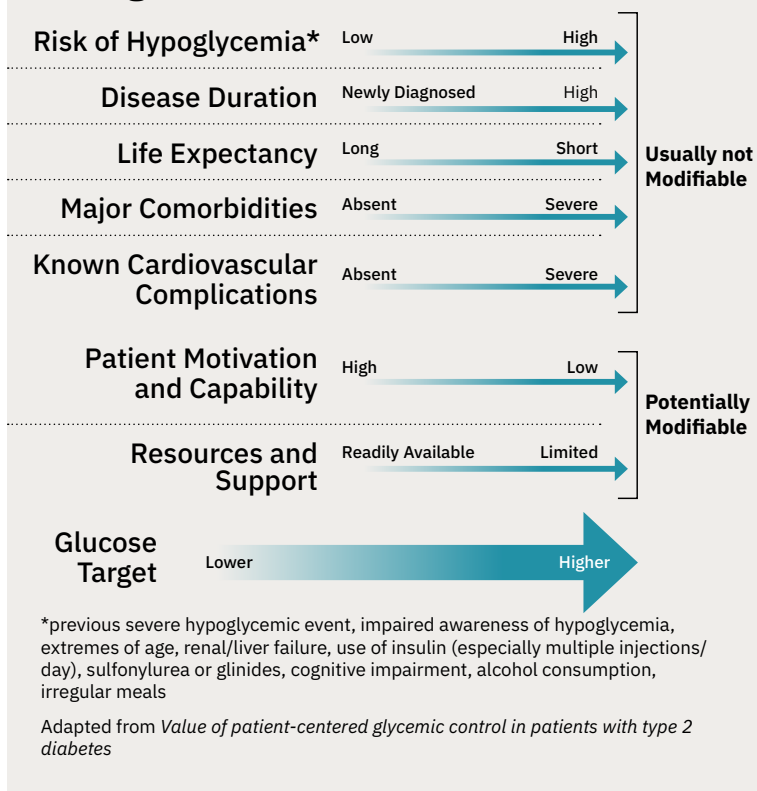 Risk of Hypoglycemia* Low High
Disease Duration Newly Diagnosed High
Life Expectancy Long Short
Usually not
Modifiable
Major Comorbidities Absent Severe
Known Cardiovascular
Complications
Absent Severe
Patient Motivation
and Capability
High Low
Potentially
Modifiable
Resources and
Support
Readily Available Limited
Glucose
Target
Lower Higher
*previous severe hypoglycemic event, impaired awareness of hypoglycemia,
extremes of age, renal/liver failure, use of insulin (especially multiple injections/
day), sulfonylurea or glinides, cognitive impairment, alcohol consumption,
irregular meals
Adapted from Value of patient-centered glycemic control in patients with type 2
diabetes